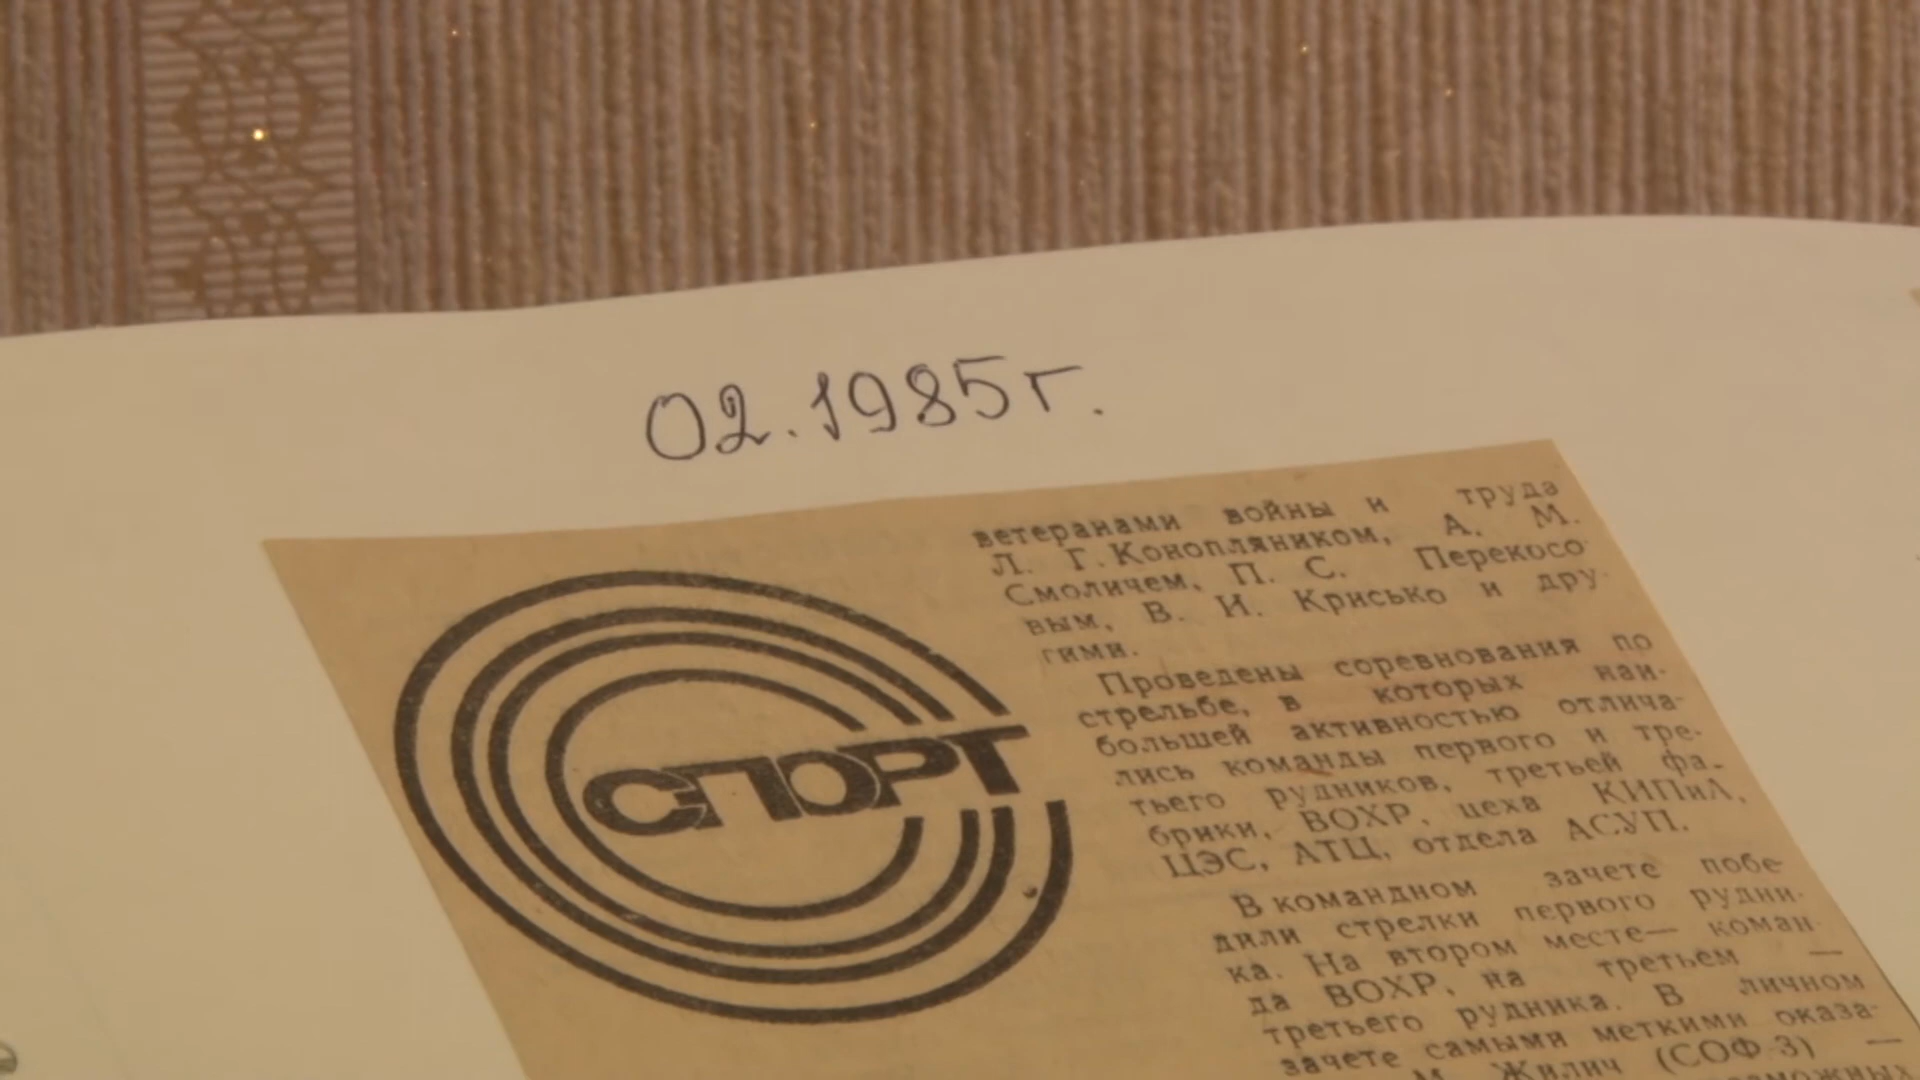 02.1985г.
СПОРТ
ветеранами войны и труда
Л. Г. Конопляником, А. М.
Смоличем, П. С. Перекосо-
вым, В. И. Крисько и дру-
гими.
Проведены соревнования по
стрельбе, в которых наи-
большей активностью отлича-
лись команды первого и тре-
тьего рудников, третьей фа-
брики, ВОХР, цеха КИПиА,
ЦЭС, АТЦ, отдела АСУП.
В командном зачете побе-
дили стрелки первого рудни-
ка. На втором месте— коман-
да ВОХР, на третьем —
третьего рудника. В личном
зачете самыми меткими оказа-
М. Жилич (СОФ-3) —